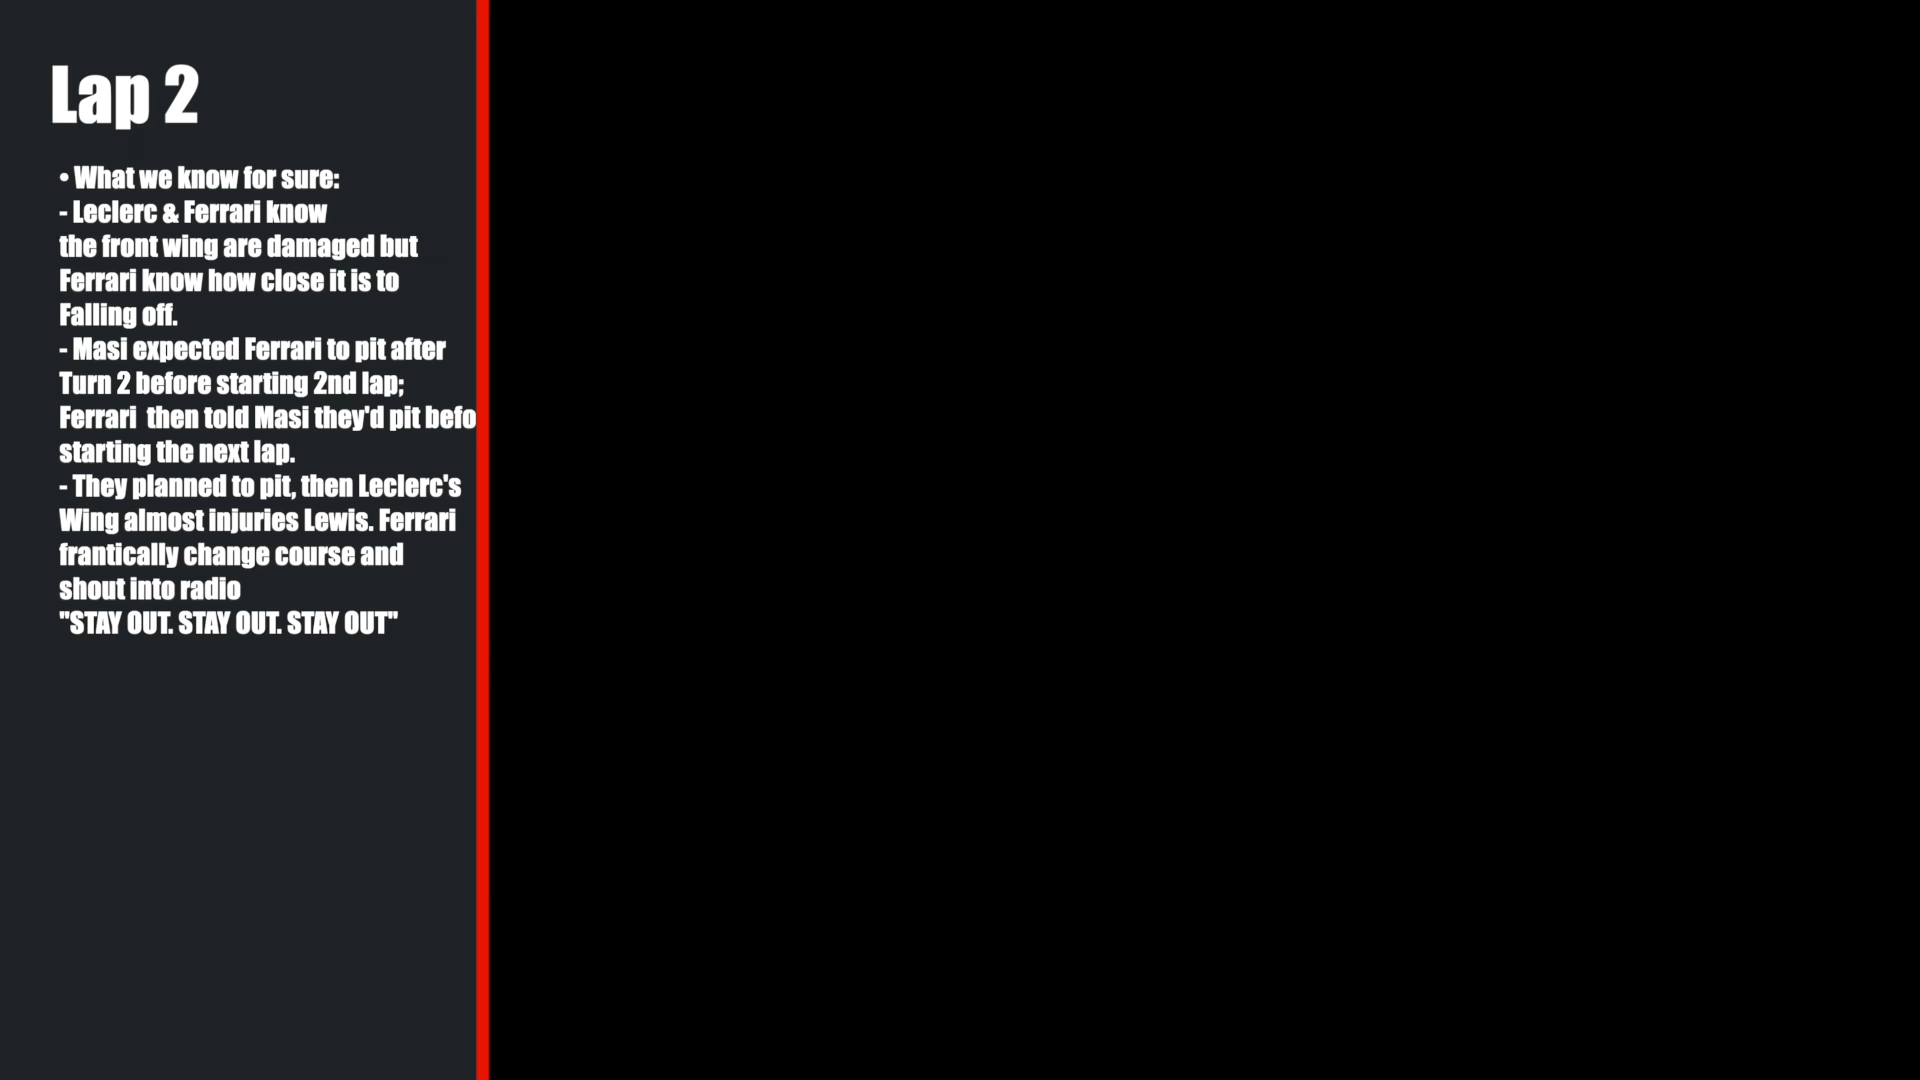 Lap 2
• What we know for sure:
- Leclerc & Ferrari know
the front wing are damaged but
Ferrari know how close it is to
Falling off.
- Masi expected Ferrari to pit after
Turn 2 before starting 2nd lap;
Ferrari  then told Masi they'd pit befo
starting the next lap.
- They planned to pit, then Leclerc's
Wing almost injuries Lewis. Ferrari
frantically change course and
shout into radio
"STAY OUT. STAY OUT. STAY OUT"